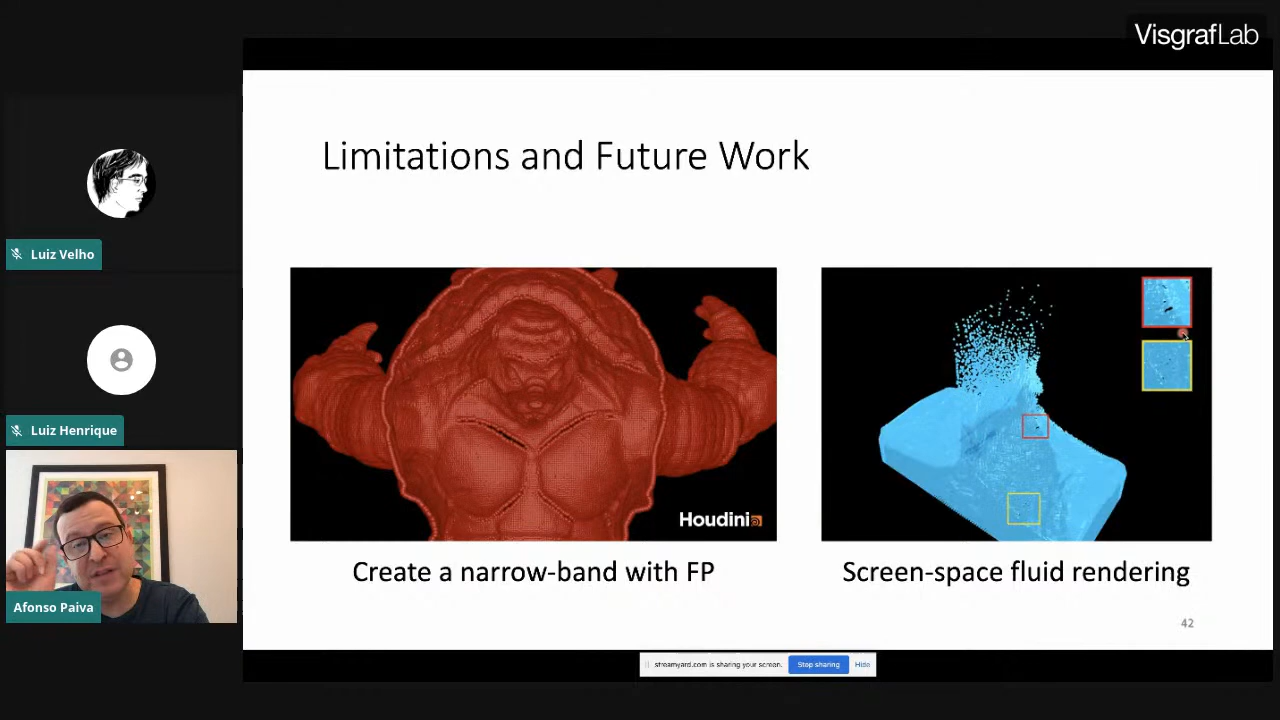 VisgrafLab
Limitations and Future Work
Luiz Velho
Luiz Henrique
Afonso Paiva
Houdini
Create a narrow-band with FP
Screen-space fluid rendering
42
streamyard.com is sharing your screen.
Stop sharing
Hide